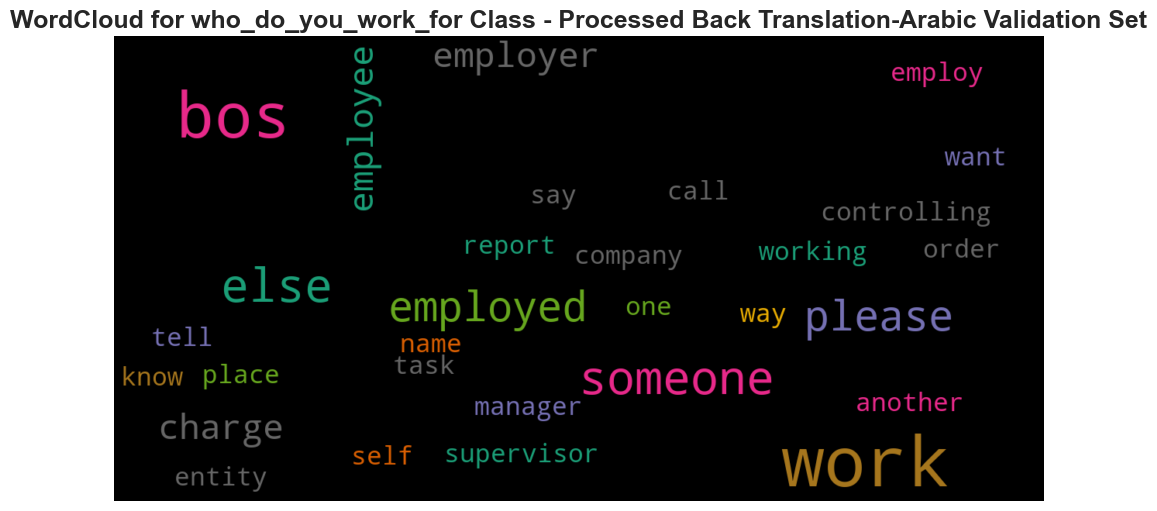 WordCloud for who_do_you_work_for Class - Processed Back Translation-Arabic Validation Set
employer
employee
employ
bos
want
say
call
controlling
report
company
working
order
else
employed
one
way
please
tell
name
task
know
place
someone
manager
another
charge
self
supervisor
work
entity